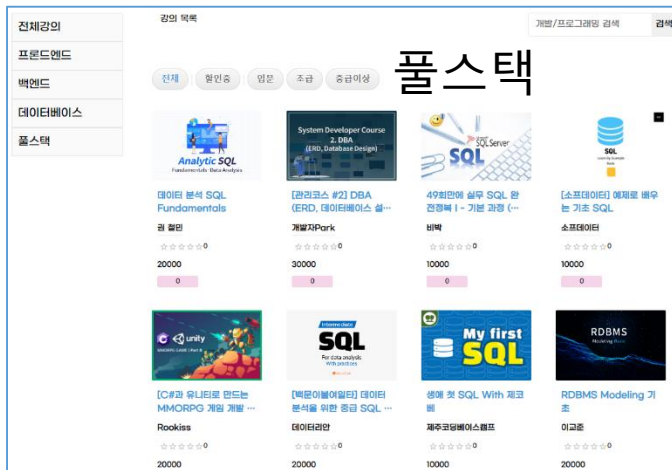 강의 목록
개발/프로그래밍 검색
검색
전체강의
프론드엔드
백엔드
데이터베이스
풀스택
전체
할인중
입문
초급
중급이상
풀스택
Analytic SQL
Fundamentals · Data Analysis
System Developer Course
2. DBA
(ERD, Database Design)
SQL Server
SQL
SQL
데이터 분석 SQL
Fundamentals
[관리코스 #2] DBA
(ERD, 데이터베이스 설…
49회만에 실무 SQL 완
전정복 I - 기본 과정 (…
[소프데이터] 예제로 배우
는 기초 SQL
권 철민
개발자Park
비박
소프데이터
☆☆☆☆☆0
☆☆☆☆☆0
☆☆☆☆☆0
☆☆☆☆☆0
20000
30000
10000
10000
0
0
0
0
unity
Intermediate
SQL
For data analysis
With practices
My first
SQL
RDBMS
Modeling Basic
[C#과 유니티로 만드는
MMORPG 게임 개발 …
[백문이불여일타] 데이터
분석을 위한 중급 SQL …
생애 첫 SQL With 제코
베
RDBMS Modeling 기
초
Rookiss
데이터리안
제주코딩베이스캠프
이교준
☆☆☆☆☆0
☆☆☆☆☆0
☆☆☆☆☆0
☆☆☆☆☆0
20000
20000
10000
20000